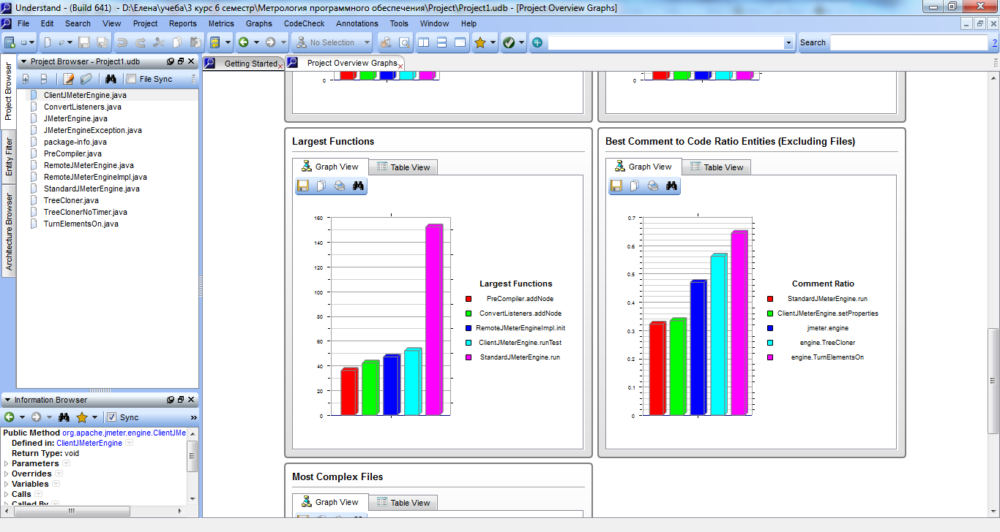 Understand - (Build 641) - D:\Елена\учеба\3 курс 6 семестр\Метрология программного обеспечения\Project\Project1.udb - [Project Overview Graphs]
File Edit Search View Project Reports Metrics Graphs CodeCheck Annotations Tools Window Help
No Selection Search ?
Project Browser - Project1.udb
Getting Started
Project Overview Graphs
File Sync
Project Browser
Entity Filter
Architecture Browser
ClientJMeterEngine.java
ConvertListeners.java
JMeterEngine.java
JMeterEngineException.java
package-info.java
PreCompiler.java
RemoteJMeterEngine.java
RemoteJMeterEngineImpl.java
StandardJMeterEngine.java
TreeCloner.java
TreeClonerNoTimer.java
TurnElementsOn.java
Information Browser
Sync »
Public Method org.apache.jmeter.engine.ClientJMe
Defined in: ClientJMeterEngine
Return Type: void
Parameters
Overrides
Variables
Calls
Called By
0
0
Largest Functions
Graph View Table View
160
140
120
100
80
60
40
20
0
Largest Functions
PreCompiler.addNode
ConvertListeners.addNode
RemoteJMeterEngineImpl.init
ClientJMeterEngine.runTest
StandardJMeterEngine.run
Best Comment to Code Ratio Entities (Excluding Files)
Graph View Table View
0.7
0.6
0.5
0.4
0.3
0.2
0.1
0
Comment Ratio
StandardJMeterEngine.run
ClientJMeterEngine.setProperties
jmeter.engine
engine.TreeCloner
engine.TurnElementsOn
Most Complex Files
Graph View Table View